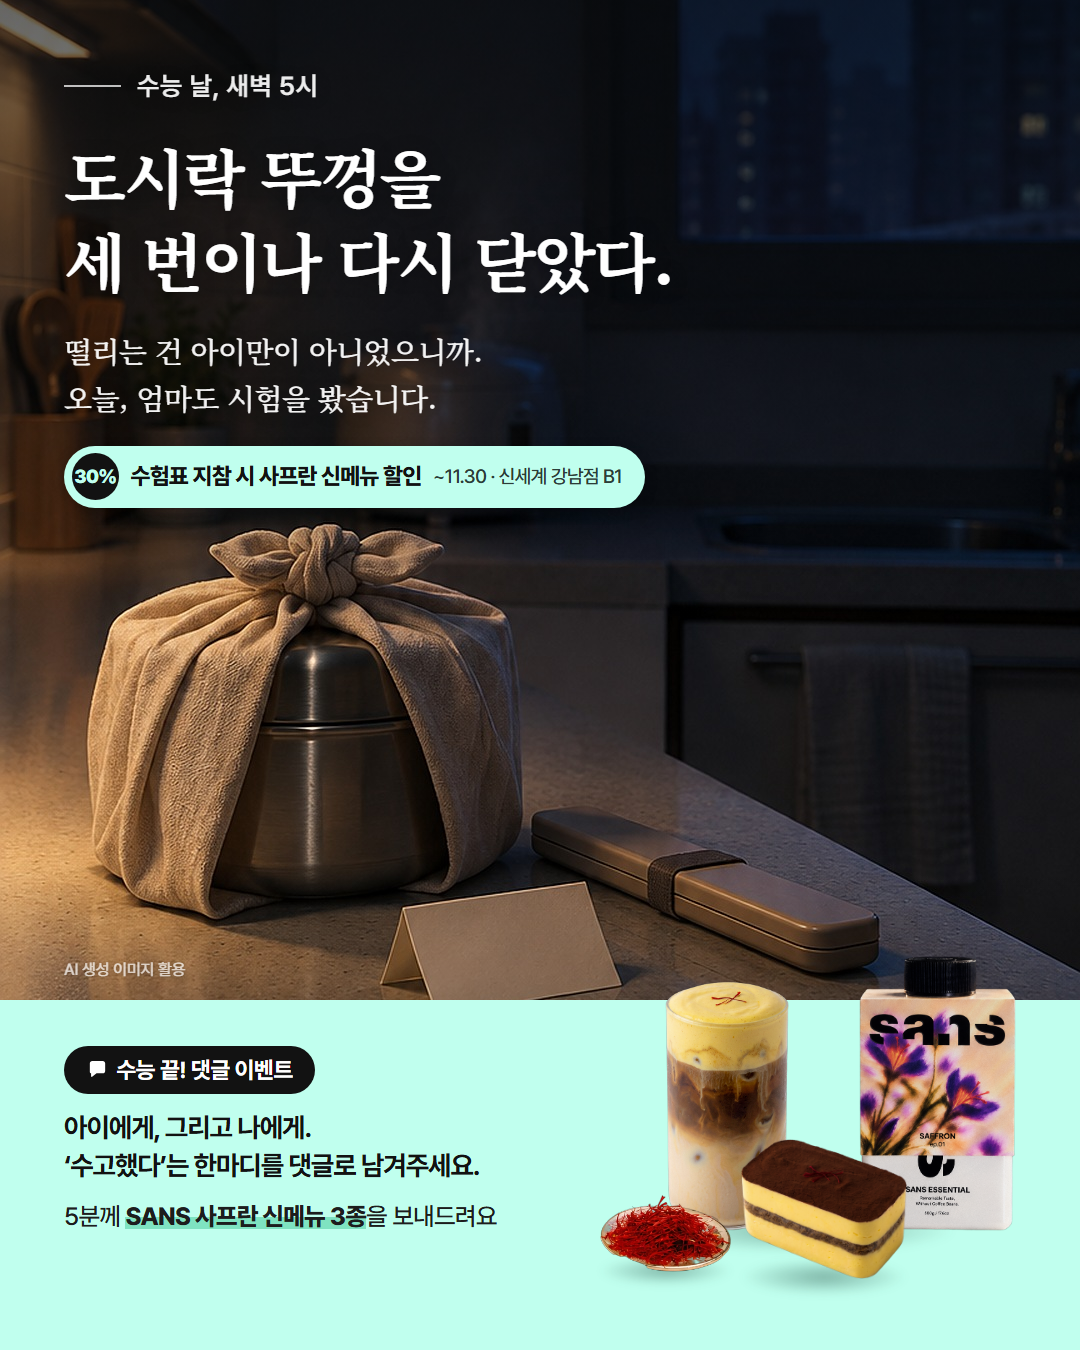 수능 날, 새벽 5시
도시락 뚜껑을
세 번이나 다시 닫았다.
떨리는 건 아이만이 아니었으니까.
오늘, 엄마도 시험을 봤습니다.
30% 수험표 지참 시 사프란 신메뉴 할인 ~11.30 · 신세계 강남점 B1
AI 생성 이미지 활용
수능 끝! 댓글 이벤트
아이에게, 그리고 나에게.
‘수고했다’는 한마디를 댓글로 남겨주세요.
5분께 SANS 사프란 신메뉴 3종을 보내드려요
sans
SAFFRON
SANS ESSENTIAL